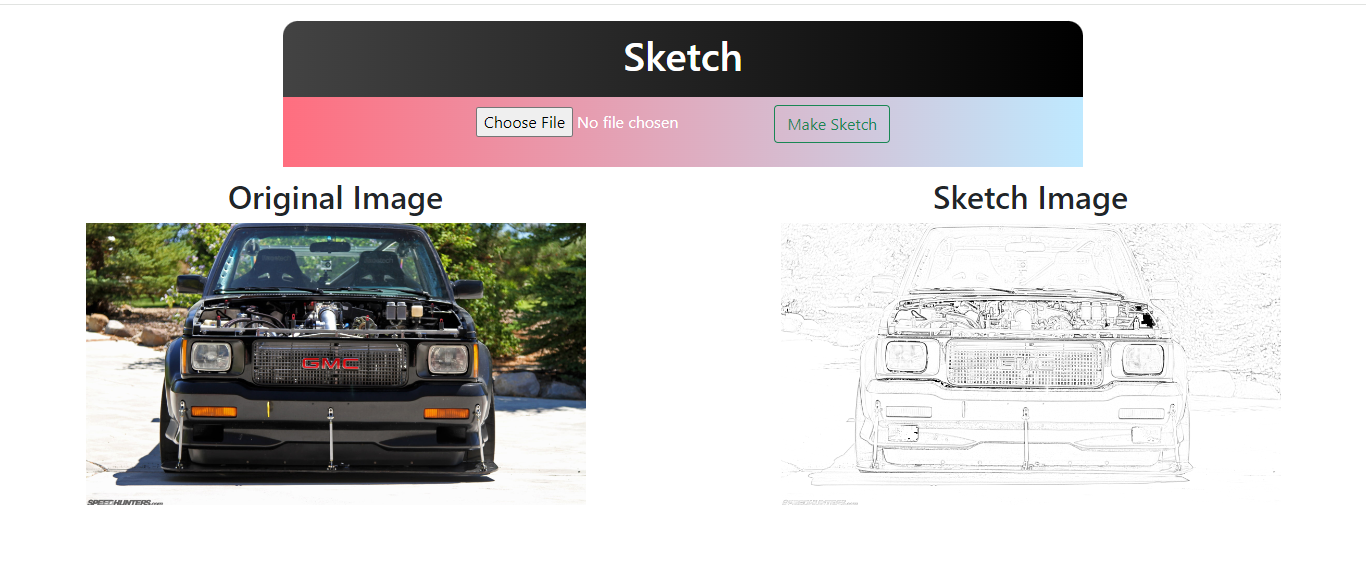 Sketch
Choose File No file chosen
Make Sketch
Original Image
Sketch Image
GMC
GMC
SPEEDHUNTERS.com
SPEEDHUNTERS.com